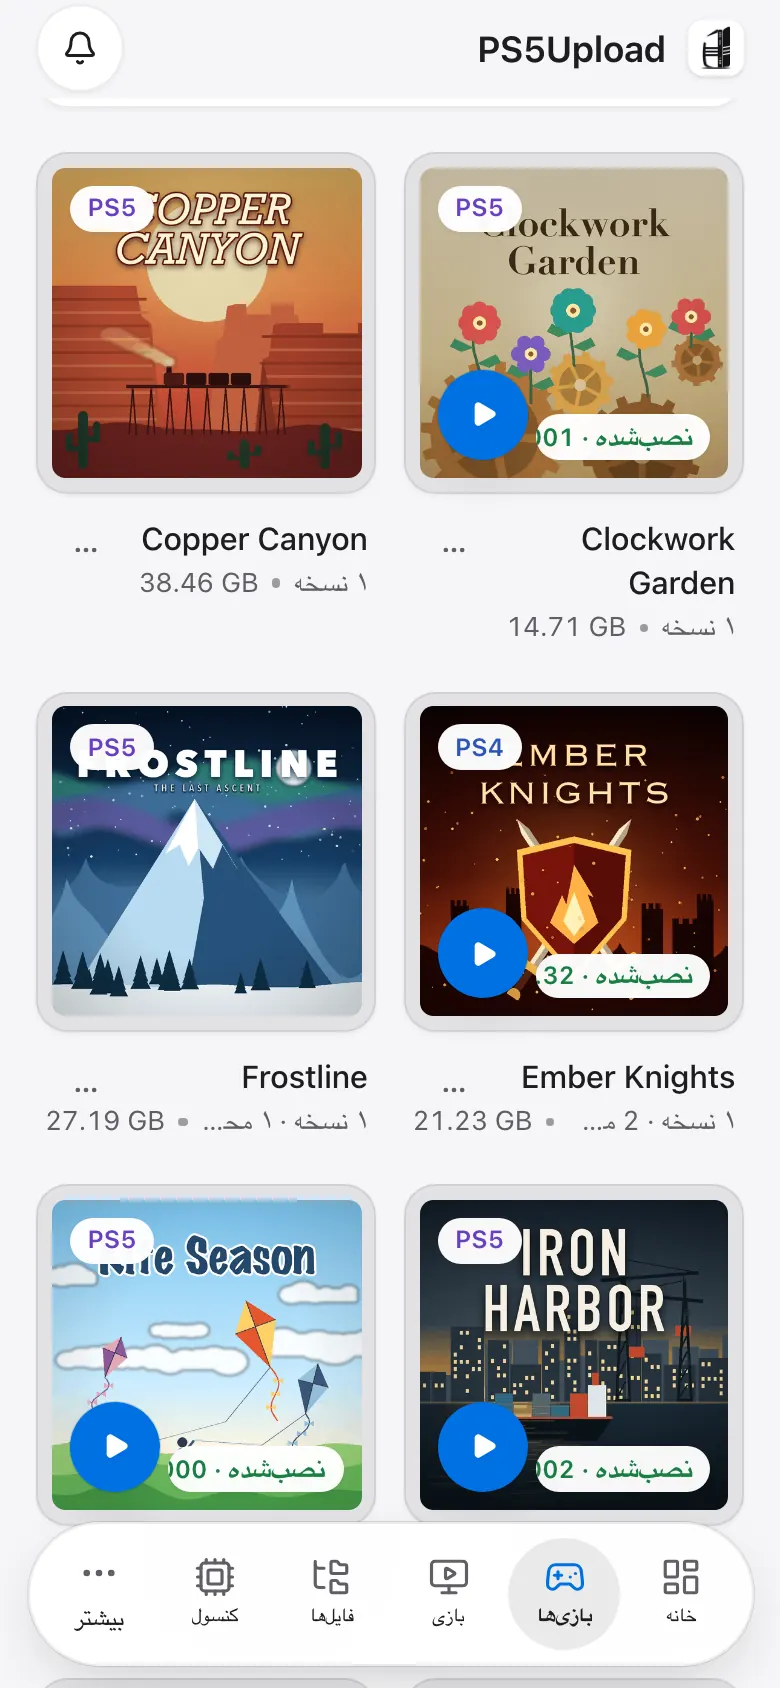 PS5Upload
PS5
Clockwork
Garden
نصب‌شده · 001
Clockwork
Garden
...
۱ نسخه • 14.71 GB
PS5
COPPER
CANYON
Copper Canyon
...
۱ نسخه • 38.46 GB
PS4
EMBER
KNIGHTS
نصب‌شده · 32.
Ember Knights
...
۱ نسخه · 2 م... • 21.23 GB
PS5
FROSTLINE
THE LAST ASCENT
Frostline
...
۱ نسخه · ۱ مح... • 27.19 GB
PS5
IRON
HARBOR
نصب‌شده · 002
PS5
Kite Season
نصب‌شده · 000
خانه
بازی‌ها
بازی
فایل‌ها
کنسول
بیشتر